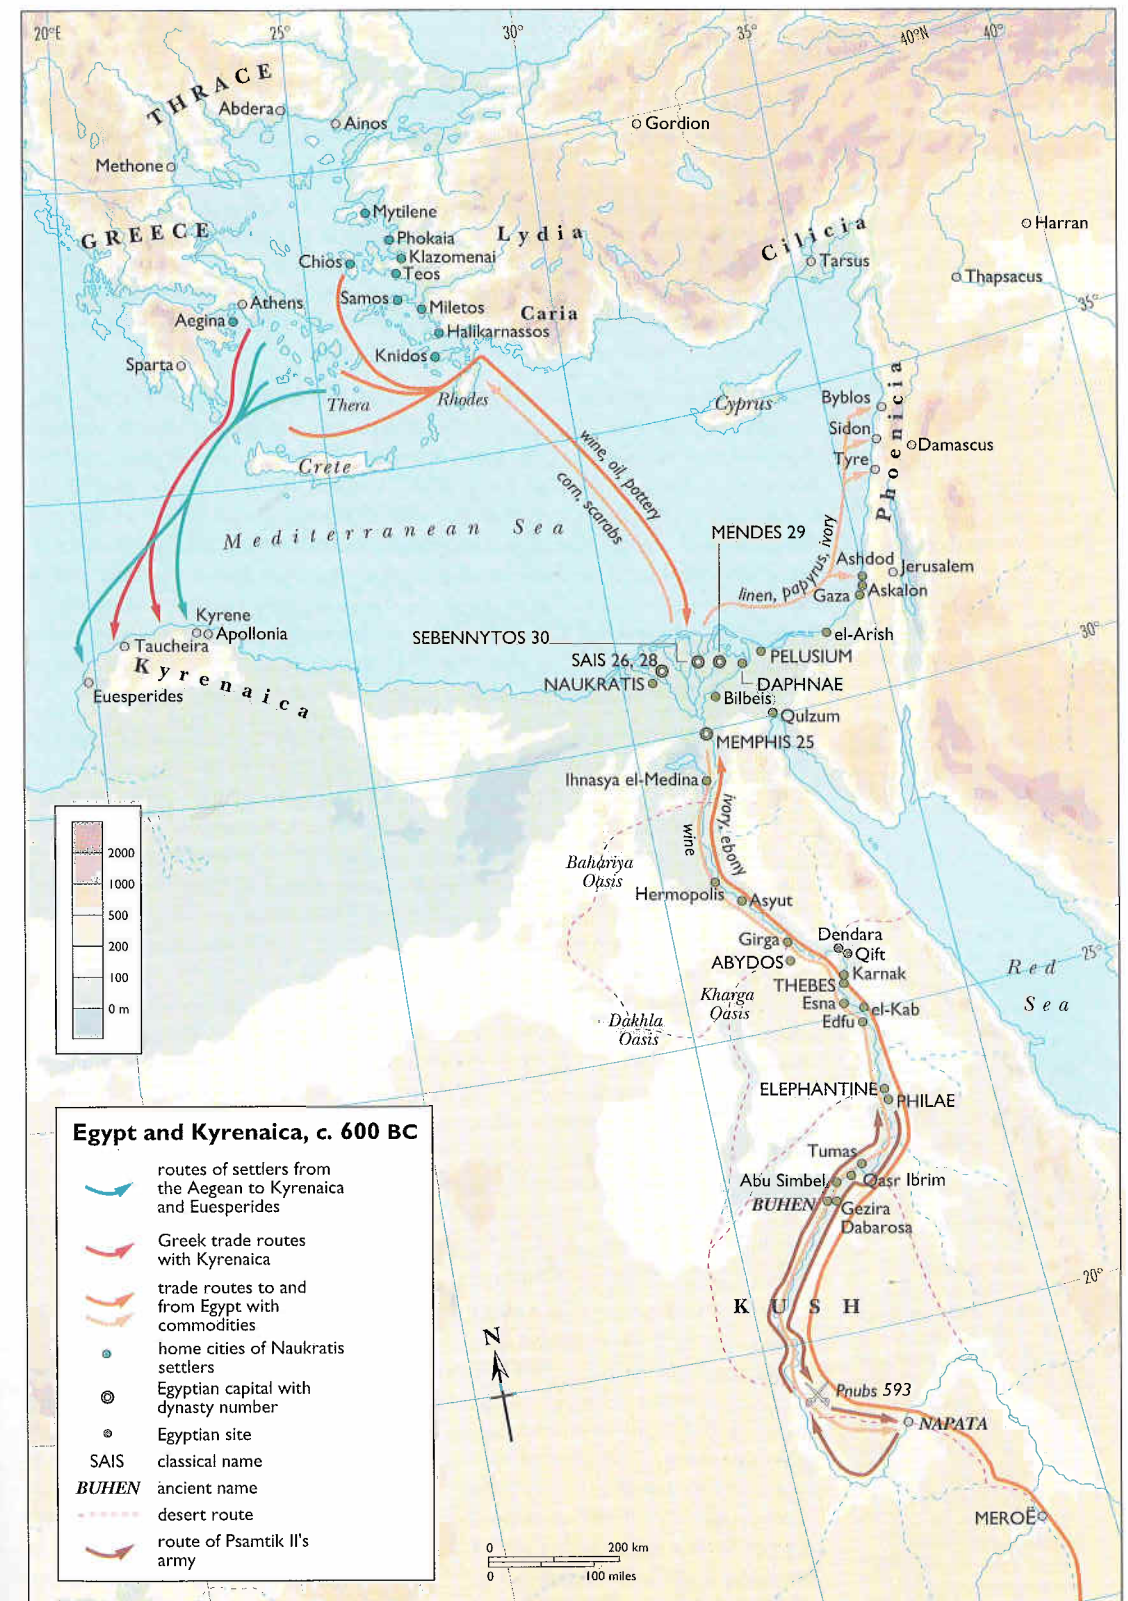 20°E
25°
30°
35°
40°N
40°
THRACE
Abdera
Ainos
Gordion
Methone
GREECE
Mytilene
Phokaia
Lydia
Cilicia
Harran
Chios
Klazomenai
Teos
Tarsus
Thapsacus
Athens
Samos
Miletos
Caria
35°
Aegina
Halikarnassos
Sparta
Knidos
Thera
Rhodes
Cyprus
Byblos
Phoenicia
Sidon
Damascus
Tyre
Crete
wine, oil, pottery
corn, scarabs
Mediterranean Sea
MENDES 29
linen, papyrus, ivory
Ashdod
Jerusalem
Gaza
Askalon
Kyrene
Apollonia
Taucheira
Kyrenaica
Euesperides
SEBENNYTOS 30
el-Arish
30°
SAIS 26, 28
PELUSIUM
NAUKRATIS
DAPHNAE
Bilbeis
Qulzum
MEMPHIS 25
Ihnasya el-Medina
ivory, ebony
wine
Bahariya
Oasis
Hermopolis
Asyut
Girga
Dendara
Qift
ABYDOS
Karnak
THEBES
25°
Red
Sea
Kharga
Oasis
Esna
el-Kab
Edfu
Dakhla
Oasis
ELEPHANTINE
PHILAE
Tumas
Abu Simbel
Qasr Ibrim
BUHEN
Gezira
Dabarosa
20°
KUSH
Pnubs 593
NAPATA
MEROË
2000
1000
500
200
100
0 m
Egypt and Kyrenaica, c. 600 BC
routes of settlers from
the Aegean to Kyrenaica
and Euesperides
Greek trade routes
with Kyrenaica
trade routes to and
from Egypt with
commodities
home cities of Naukratis
settlers
Egyptian capital with
dynasty number
Egyptian site
SAIS classical name
BUHEN ancient name
desert route
route of Psamtik II's
army
N
0 200 km
0 100 miles